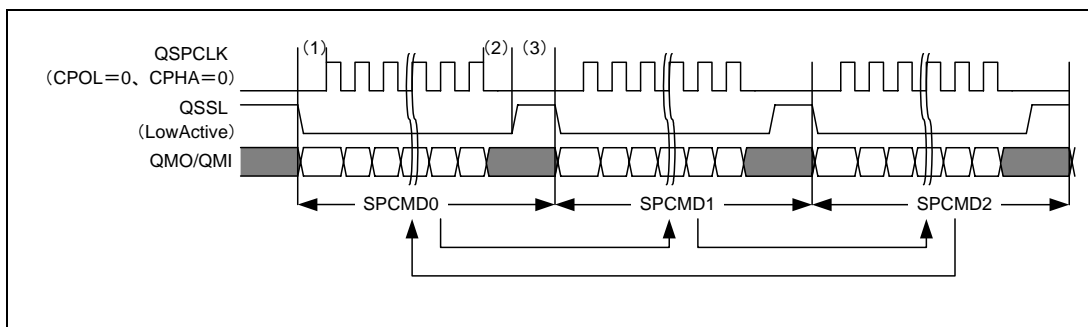 (1) (2) (3)
QSPCLK
(CPOL=0、CPHA=0)
QSSL
(LowActive)
QMO/QMI
SPCMD0 SPCMD1 SPCMD2